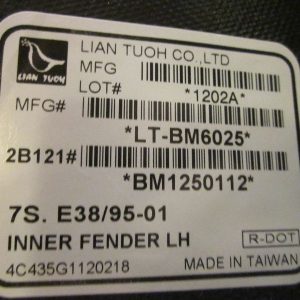 LIAN TUOH CO.,LTD
MFG
LOT#
*1202A*
LIAN TUOH
MFG#
*LT-BM6025*
2B121#
*BM1250112*
7S. E38/95-01
INNER FENDER LH
R-DOT
4C435G1120218
MADE IN TAIWAN